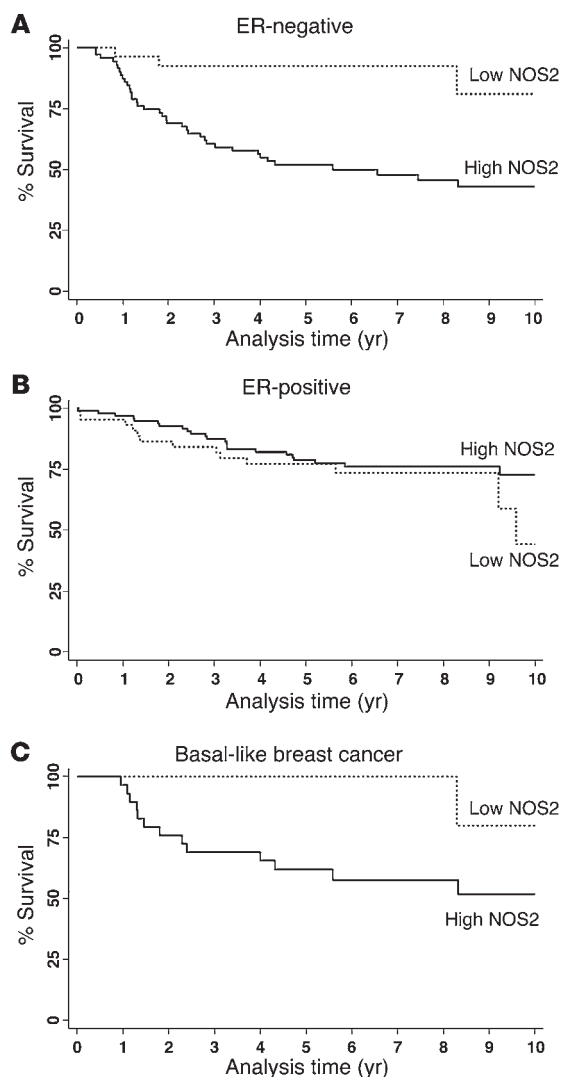 A
ER-negative
100
75
50
25
0
% Survival
Low NOS2
High NOS2
0 1 2 3 4 5 6 7 8 9 10
Analysis time (yr)
B
ER-positive
100
75
50
25
0
% Survival
High NOS2
Low NOS2
0 1 2 3 4 5 6 7 8 9 10
Analysis time (yr)
C
Basal-like breast cancer
100
75
50
25
0
% Survival
Low NOS2
High NOS2
0 1 2 3 4 5 6 7 8 9 10
Analysis time (yr)